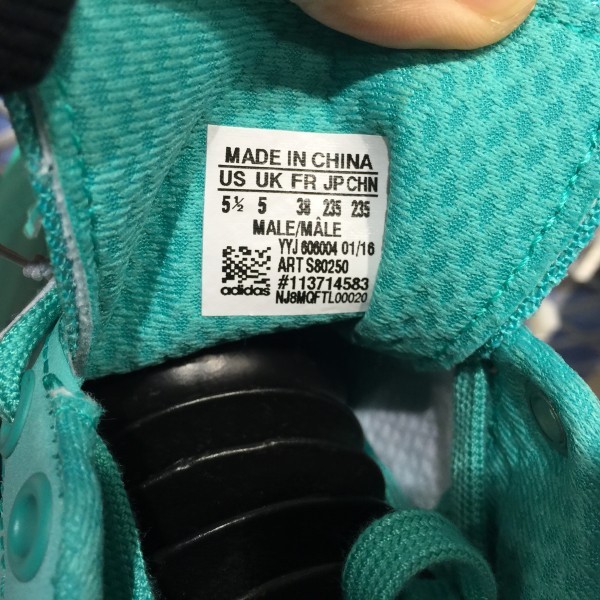 MADE IN CHINA
US UK FR JP CHN
5½ 5 38 235 235
MALE/MÂLE
YYJ 606004 01/16
ART S80250
#113714583
adidas NJ8MQFTL00020